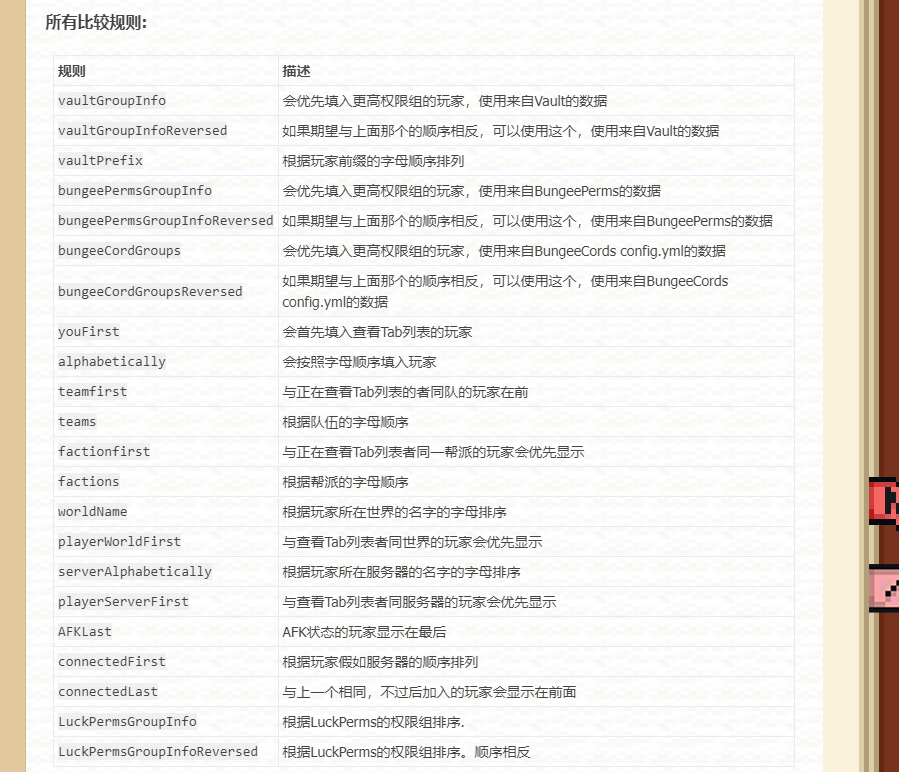 所有比较规则:
规则 描述
vaultGroupInfo 会优先填入更高权限组的玩家，使用来自Vault的数据
vaultGroupInfoReversed 如果期望与上面那个的顺序相反，可以使用这个，使用来自Vault的数据
vaultPrefix 根据玩家前缀的字母顺序排列
bungeePermsGroupInfo 会优先填入更高权限组的玩家，使用来自BungeePerms的数据
bungeePermsGroupInfoReversed 如果期望与上面那个的顺序相反，可以使用这个，使用来自BungeePerms的数据
bungeeCordGroups 会优先填入更高权限组的玩家，使用来自BungeeCords config.yml的数据
bungeeCordGroupsReversed 如果期望与上面那个的顺序相反，可以使用这个，使用来自BungeeCords
config.yml的数据
youFirst 会首先填入查看Tab列表的玩家
alphabetically 会按照字母顺序填入玩家
teamfirst 与正在查看Tab列表的者同队的玩家在前
teams 根据队伍的字母顺序
factionfirst 与正在查看Tab列表者同一帮派的玩家会优先显示
factions 根据帮派的字母顺序
worldName 根据玩家所在世界的名字的字母排序
playerWorldFirst 与查看Tab列表者同世界的玩家会优先显示
serverAlphabetically 根据玩家所在服务器的名字的字母排序
playerServerFirst 与查看Tab列表者同服务器的玩家会优先显示
AFKLast AFK状态的玩家显示在最后
connectedFirst 根据玩家假如服务器的顺序排列
connectedLast 与上一个相同，不过后加入的玩家会显示在前面
LuckPermsGroupInfo 根据LuckPerms的权限组排序.
LuckPermsGroupInfoReversed 根据LuckPerms的权限组排序。顺序相反